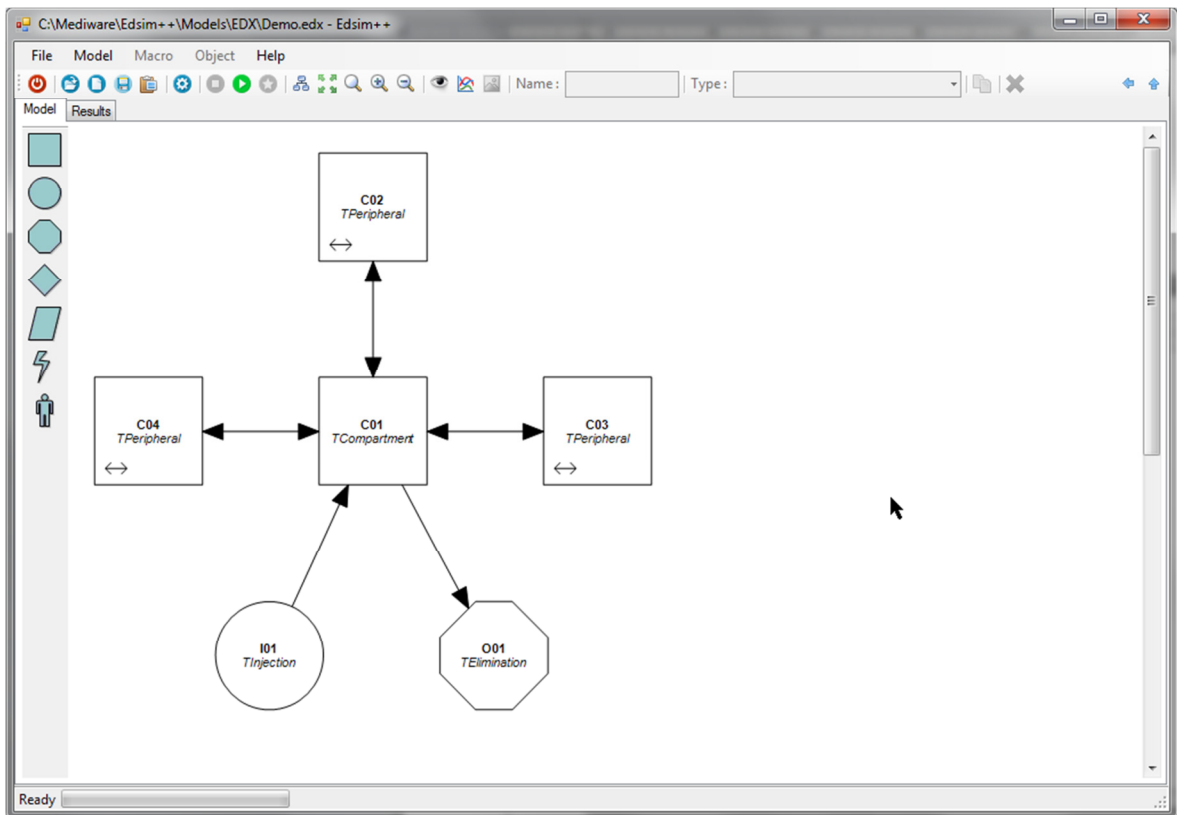 C:\Mediware\Edsim++\Models\EDX\Demo.edx - Edsim++
File Model Macro Object Help
Name: Type:
Model Results
C02
TPeripheral
C04
TPeripheral
C01
TCompartment
C03
TPeripheral
I01
TInjection
O01
TElimination
Ready